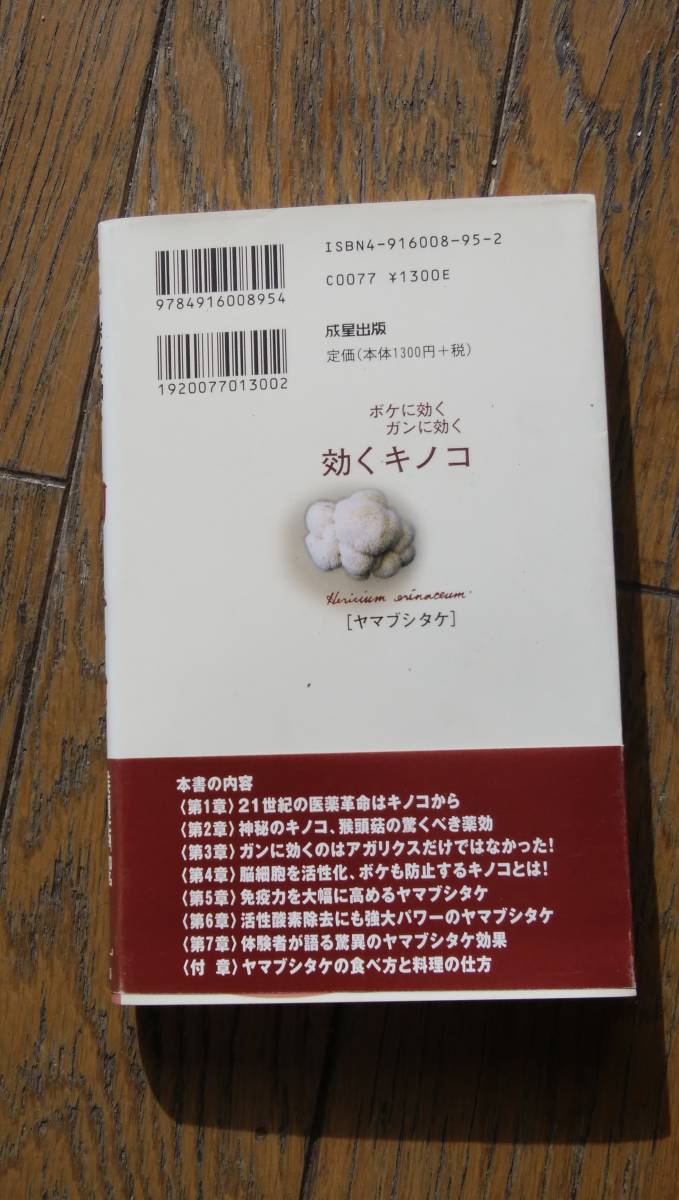 ISBN4-916008-95-2
9784916008954
C0077 ¥1300E
成星出版
定価(本体1300円+税)
1920077013002
ボケに効く
ガンに効く
効くキノコ
Hericium erinaceum
[ヤマブシタケ]
本書の内容
〈第1章〉21世紀の医薬革命はキノコから
〈第2章〉神秘のキノコ、猴頭菇の驚くべき薬効
〈第3章〉ガンに効くのはアガリクスだけではなかった!
〈第4章〉脳細胞を活性化、ボケも防止するキノコとは!
〈第5章〉免疫力を大幅に高めるヤマブシタケ
〈第6章〉活性酸素除去にも強大パワーのヤマブシタケ
〈第7章〉体験者が語る驚異のヤマブシタケ効果
〈付 章〉ヤマブシタケの食べ方と料理の仕方